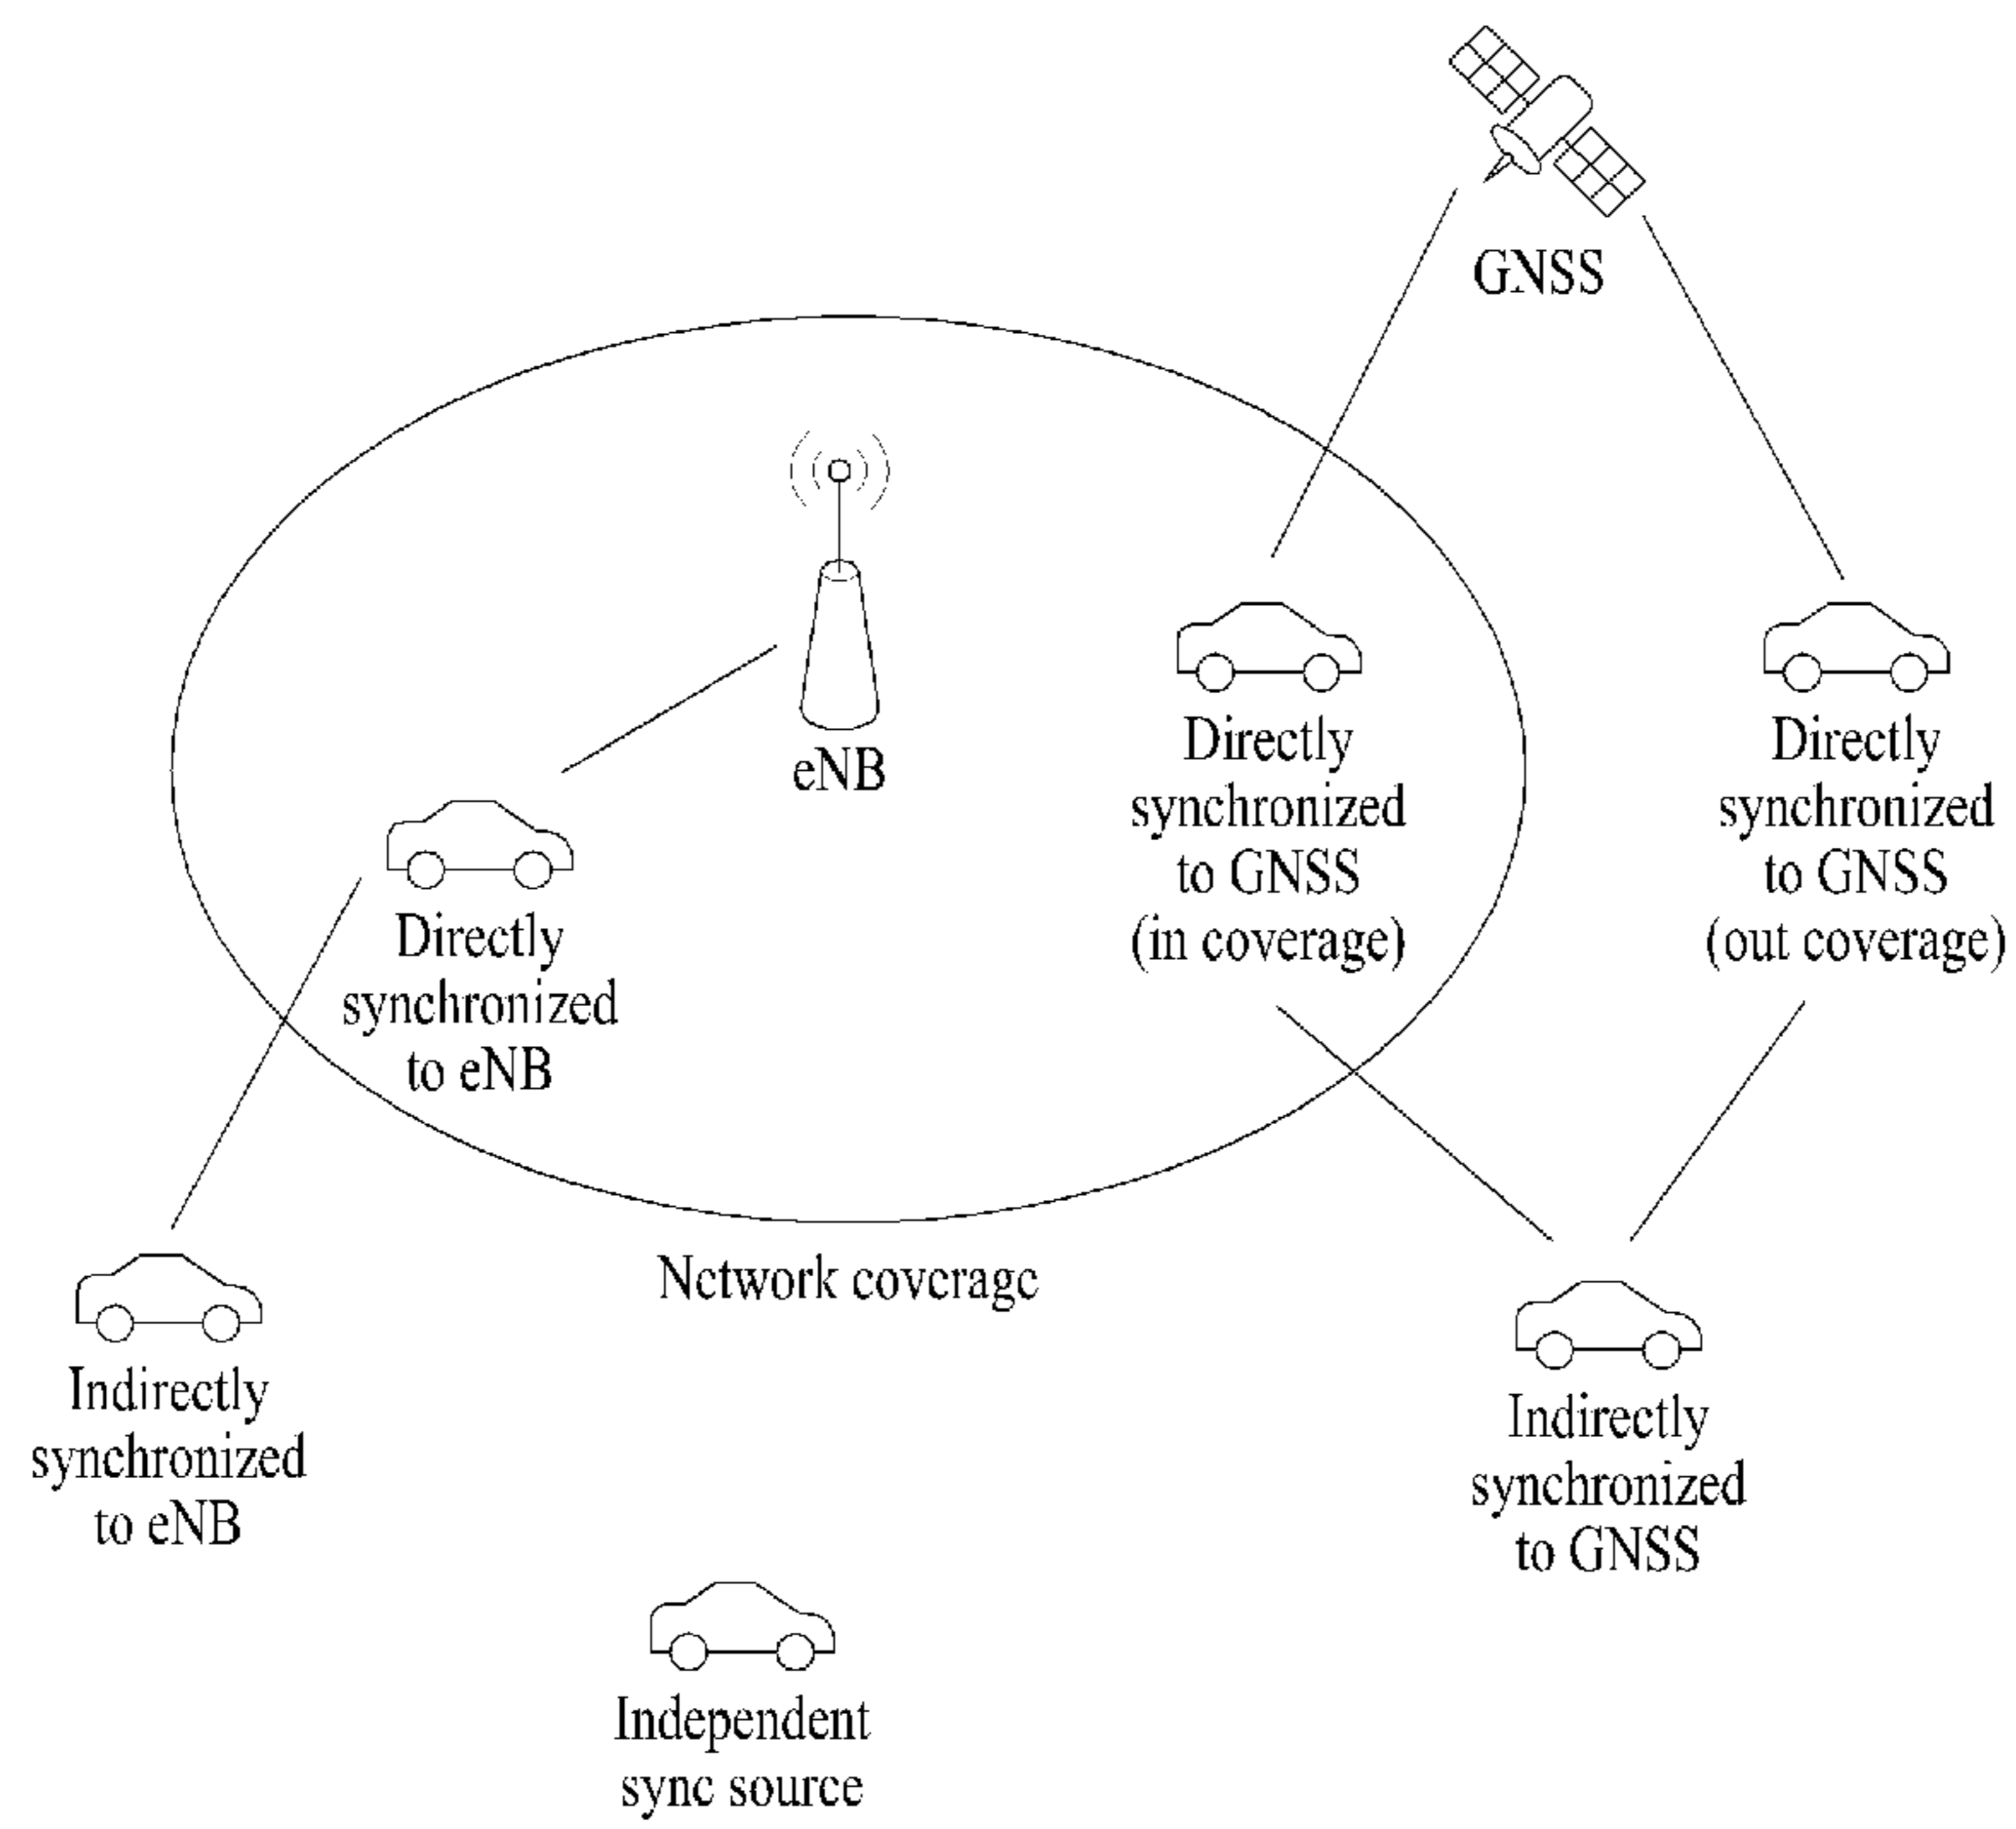 GNSS
eNB
Directly
synchronized
to GNSS
(in coverage)
Directly
synchronized
to GNSS
(out coverage)
Directly
synchronized
to eNB
Network coverage
Indirectly
synchronized
to eNB
Indirectly
synchronized
to GNSS
Independent
sync source